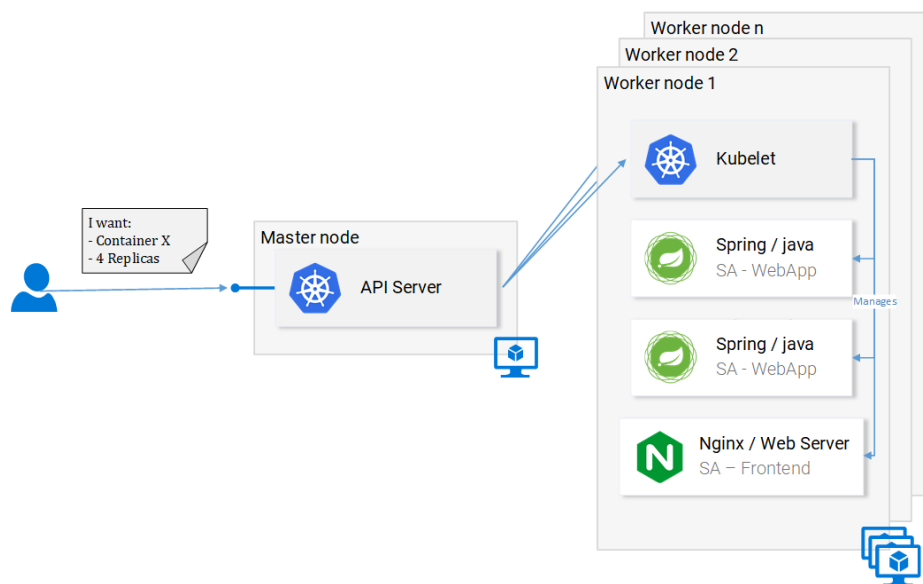 Worker node n
Worker node 2
Worker node 1
Kubelet
I want:
- Container X
- 4 Replicas
Master node
API Server
Spring / java
SA - WebApp
Manages
Spring / java
SA - WebApp
Nginx / Web Server
SA – Frontend